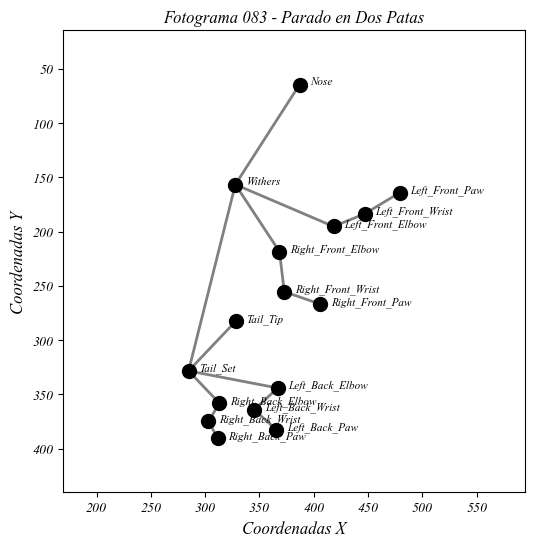 Fotograma 083 - Parado en Dos Patas
Coordenadas Y
50
100
150
200
250
300
350
400
Nose
Withers
Left_Front_Paw
Left_Front_Wrist
Left_Front_Elbow
Right_Front_Elbow
Right_Front_Wrist
Right_Front_Paw
Tail_Tip
Tail_Set
Left_Back_Elbow
Right_Back_Elbow
Left_Back_Wrist
Right_Back_Wrist
Left_Back_Paw
Right_Back_Paw
200 250 300 350 400 450 500 550
Coordenadas X